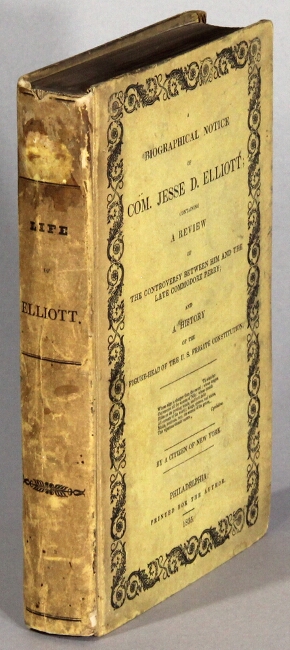 LIFE
OF
ELLIOTT.
A
BIOGRAPHICAL NOTICE
OF
COM. JESSE D. ELLIOTT;
CONTAINING
A REVIEW
OF
THE CONTROVERSY BETWEEN HIM AND THE
LATE COMMODORE PERRY;
AND
A HISTORY
OF THE
FIGURE-HEAD OF THE U. S. FRIGATE CONSTITUTION.
BY A CITIZEN OF NEW YORK.
PHILADELPHIA:
PRINTED FOR THE AUTHOR.